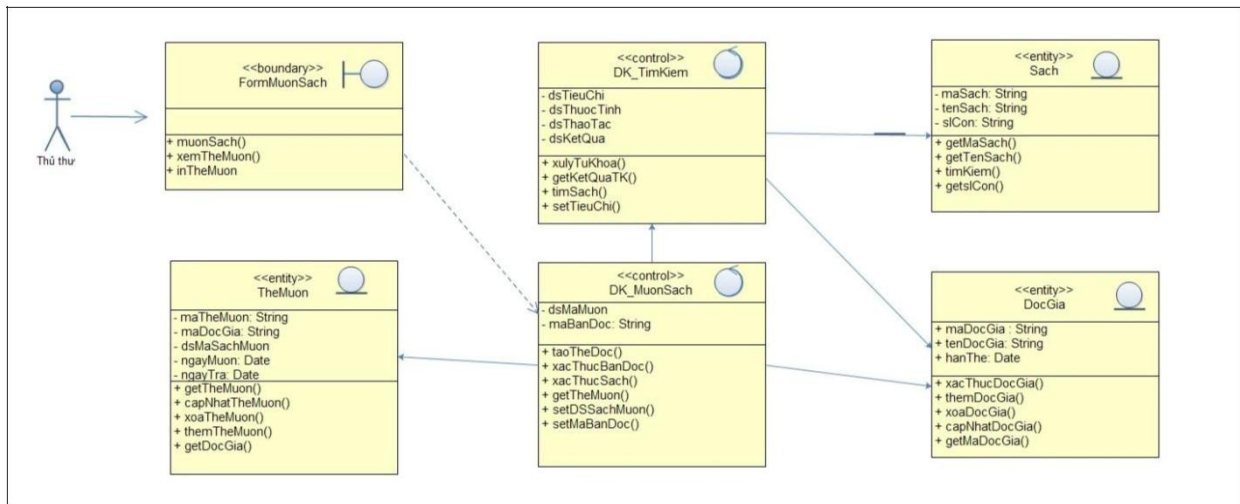 Thủ thư
<<boundary>>
FormMuonSach
+ muonSach()
+ xemTheMuon()
+ inTheMuon
<<control>>
DK_TimKiem
- dsTieuChi
- dsThuocTinh
- dsThaoTac
- dsKetQua
+ xulyTuKhoa()
+ getKetQuaTK()
+ timSach()
+ setTieuChi()
<<entity>>
Sach
- maSach: String
- tenSach: String
- slCon: String
+ getMaSach()
+ getTenSach()
+ timKiem()
+ getslCon()
<<entity>>
TheMuon
- maTheMuon: String
- maDocGia: String
- dsMaSachMuon
- ngayMuon: Date
- ngayTra: Date
+ getTheMuon()
+ capNhatTheMuon()
+ xoaTheMuon()
+ themTheMuon()
+ getDocGia()
<<control>>
DK_MuonSach
- dsMaMuon
- maBanDoc: String
+ taoTheDoc()
+ xacThucBanDoc()
+ xacThucSach()
+ getTheMuon()
+ setDSSachMuon()
+ setMaBanDoc()
<<entity>>
DocGia
+ maDocGia : String
+ tenDocGia: String
+ hanThe: Date
+ xacThucDocGia()
+ themDocGia()
+ xoaDocGia()
+ capNhatDocGia()
+ getMaDocGia()